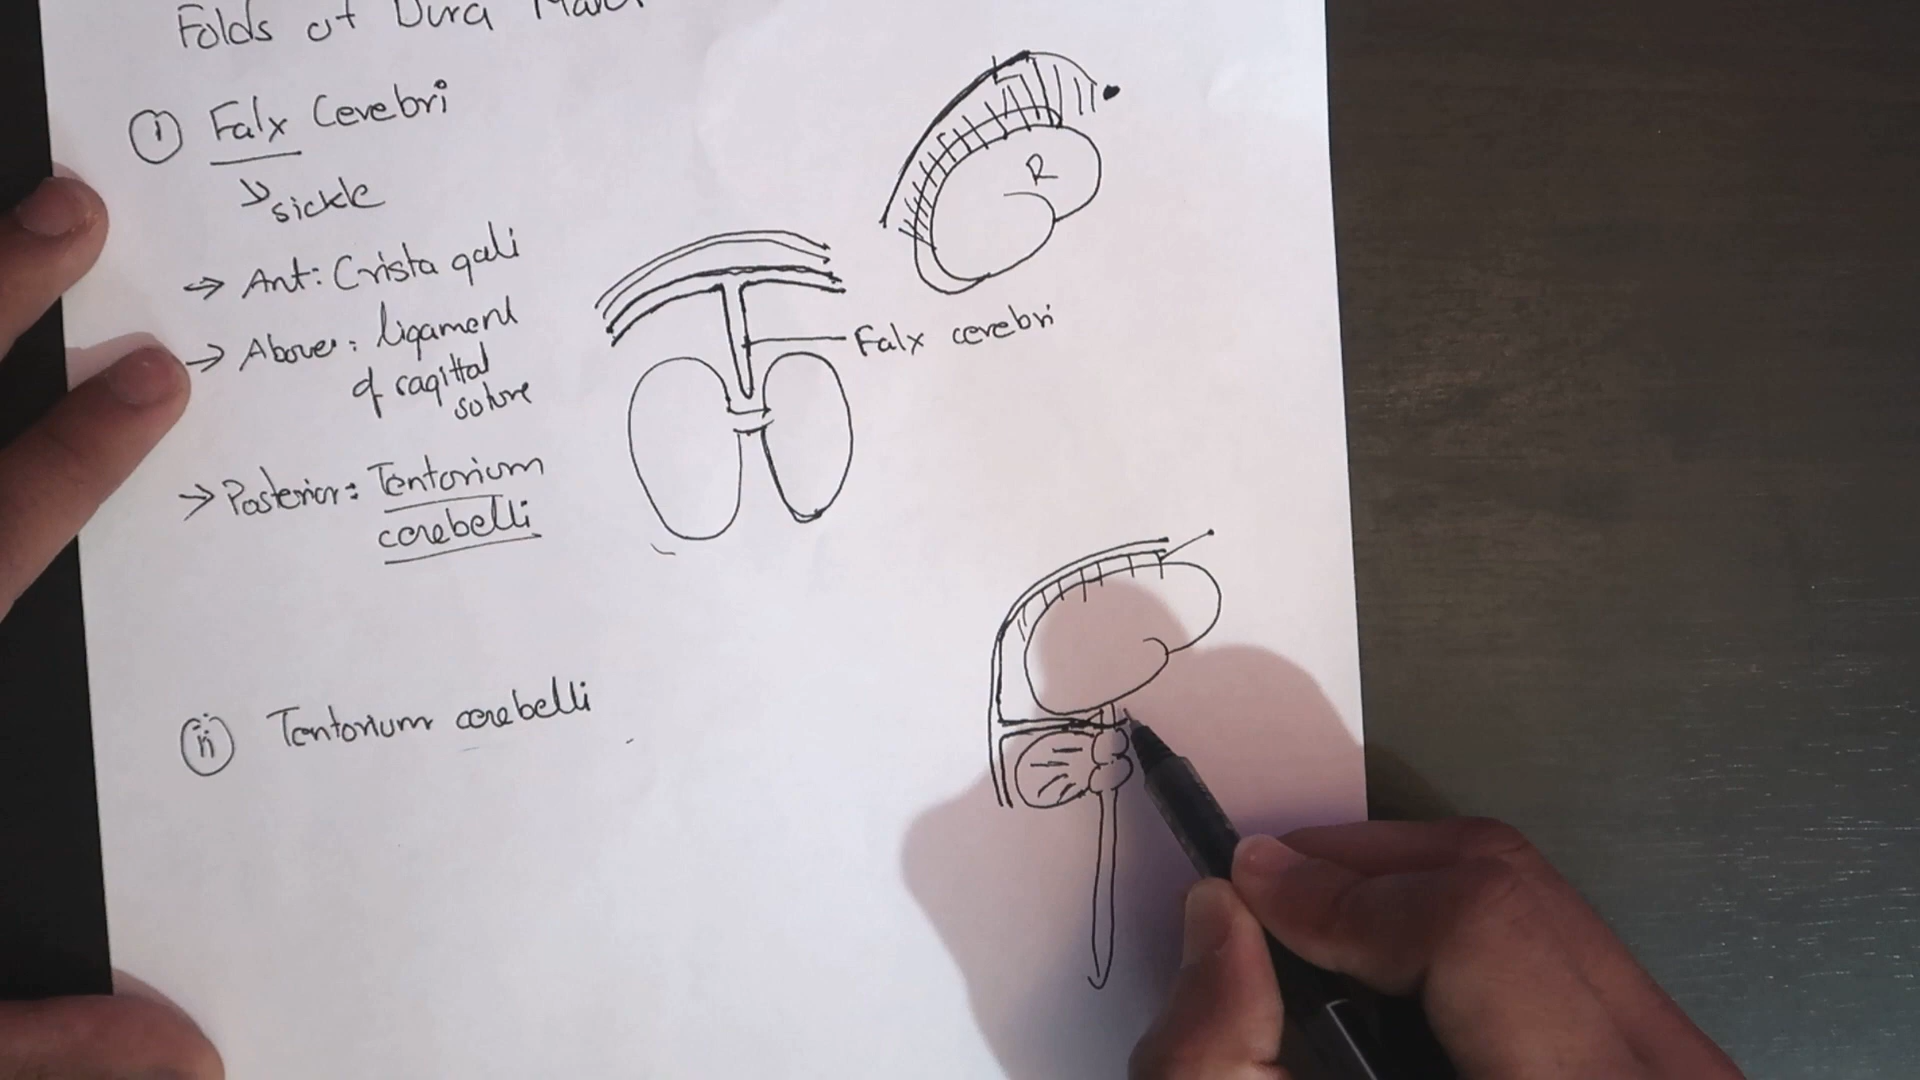 Folds of Dura Mater
i Falx Cerebri
sickle
→ Ant: Crista gali
→ Above: ligament
of sagittal
suture
→ Posterior: Tentorium
cerebelli
R
Falx cerebri
ii Tentorium cerebelli